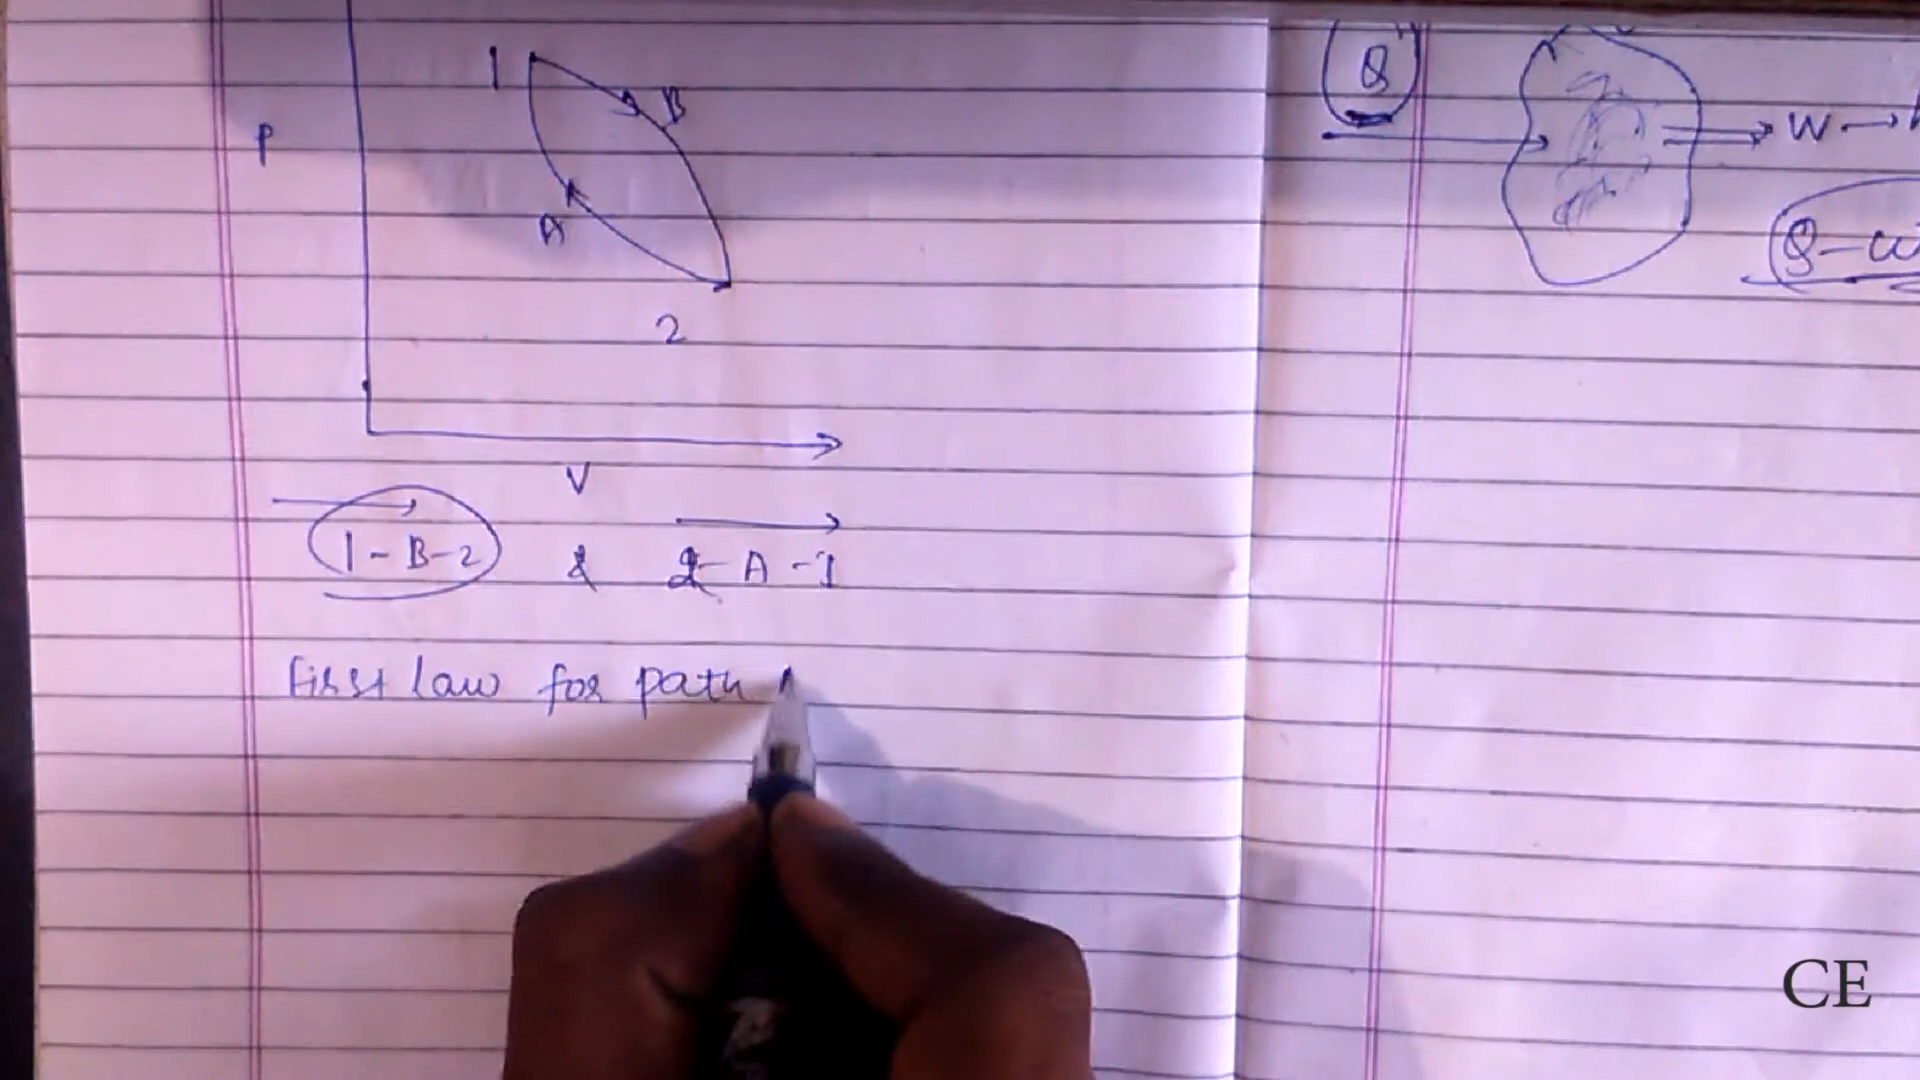 1
B
P
A
2
V
1-B-2 & 2-A-1
First law for path
Q
W →
Q-W
CE